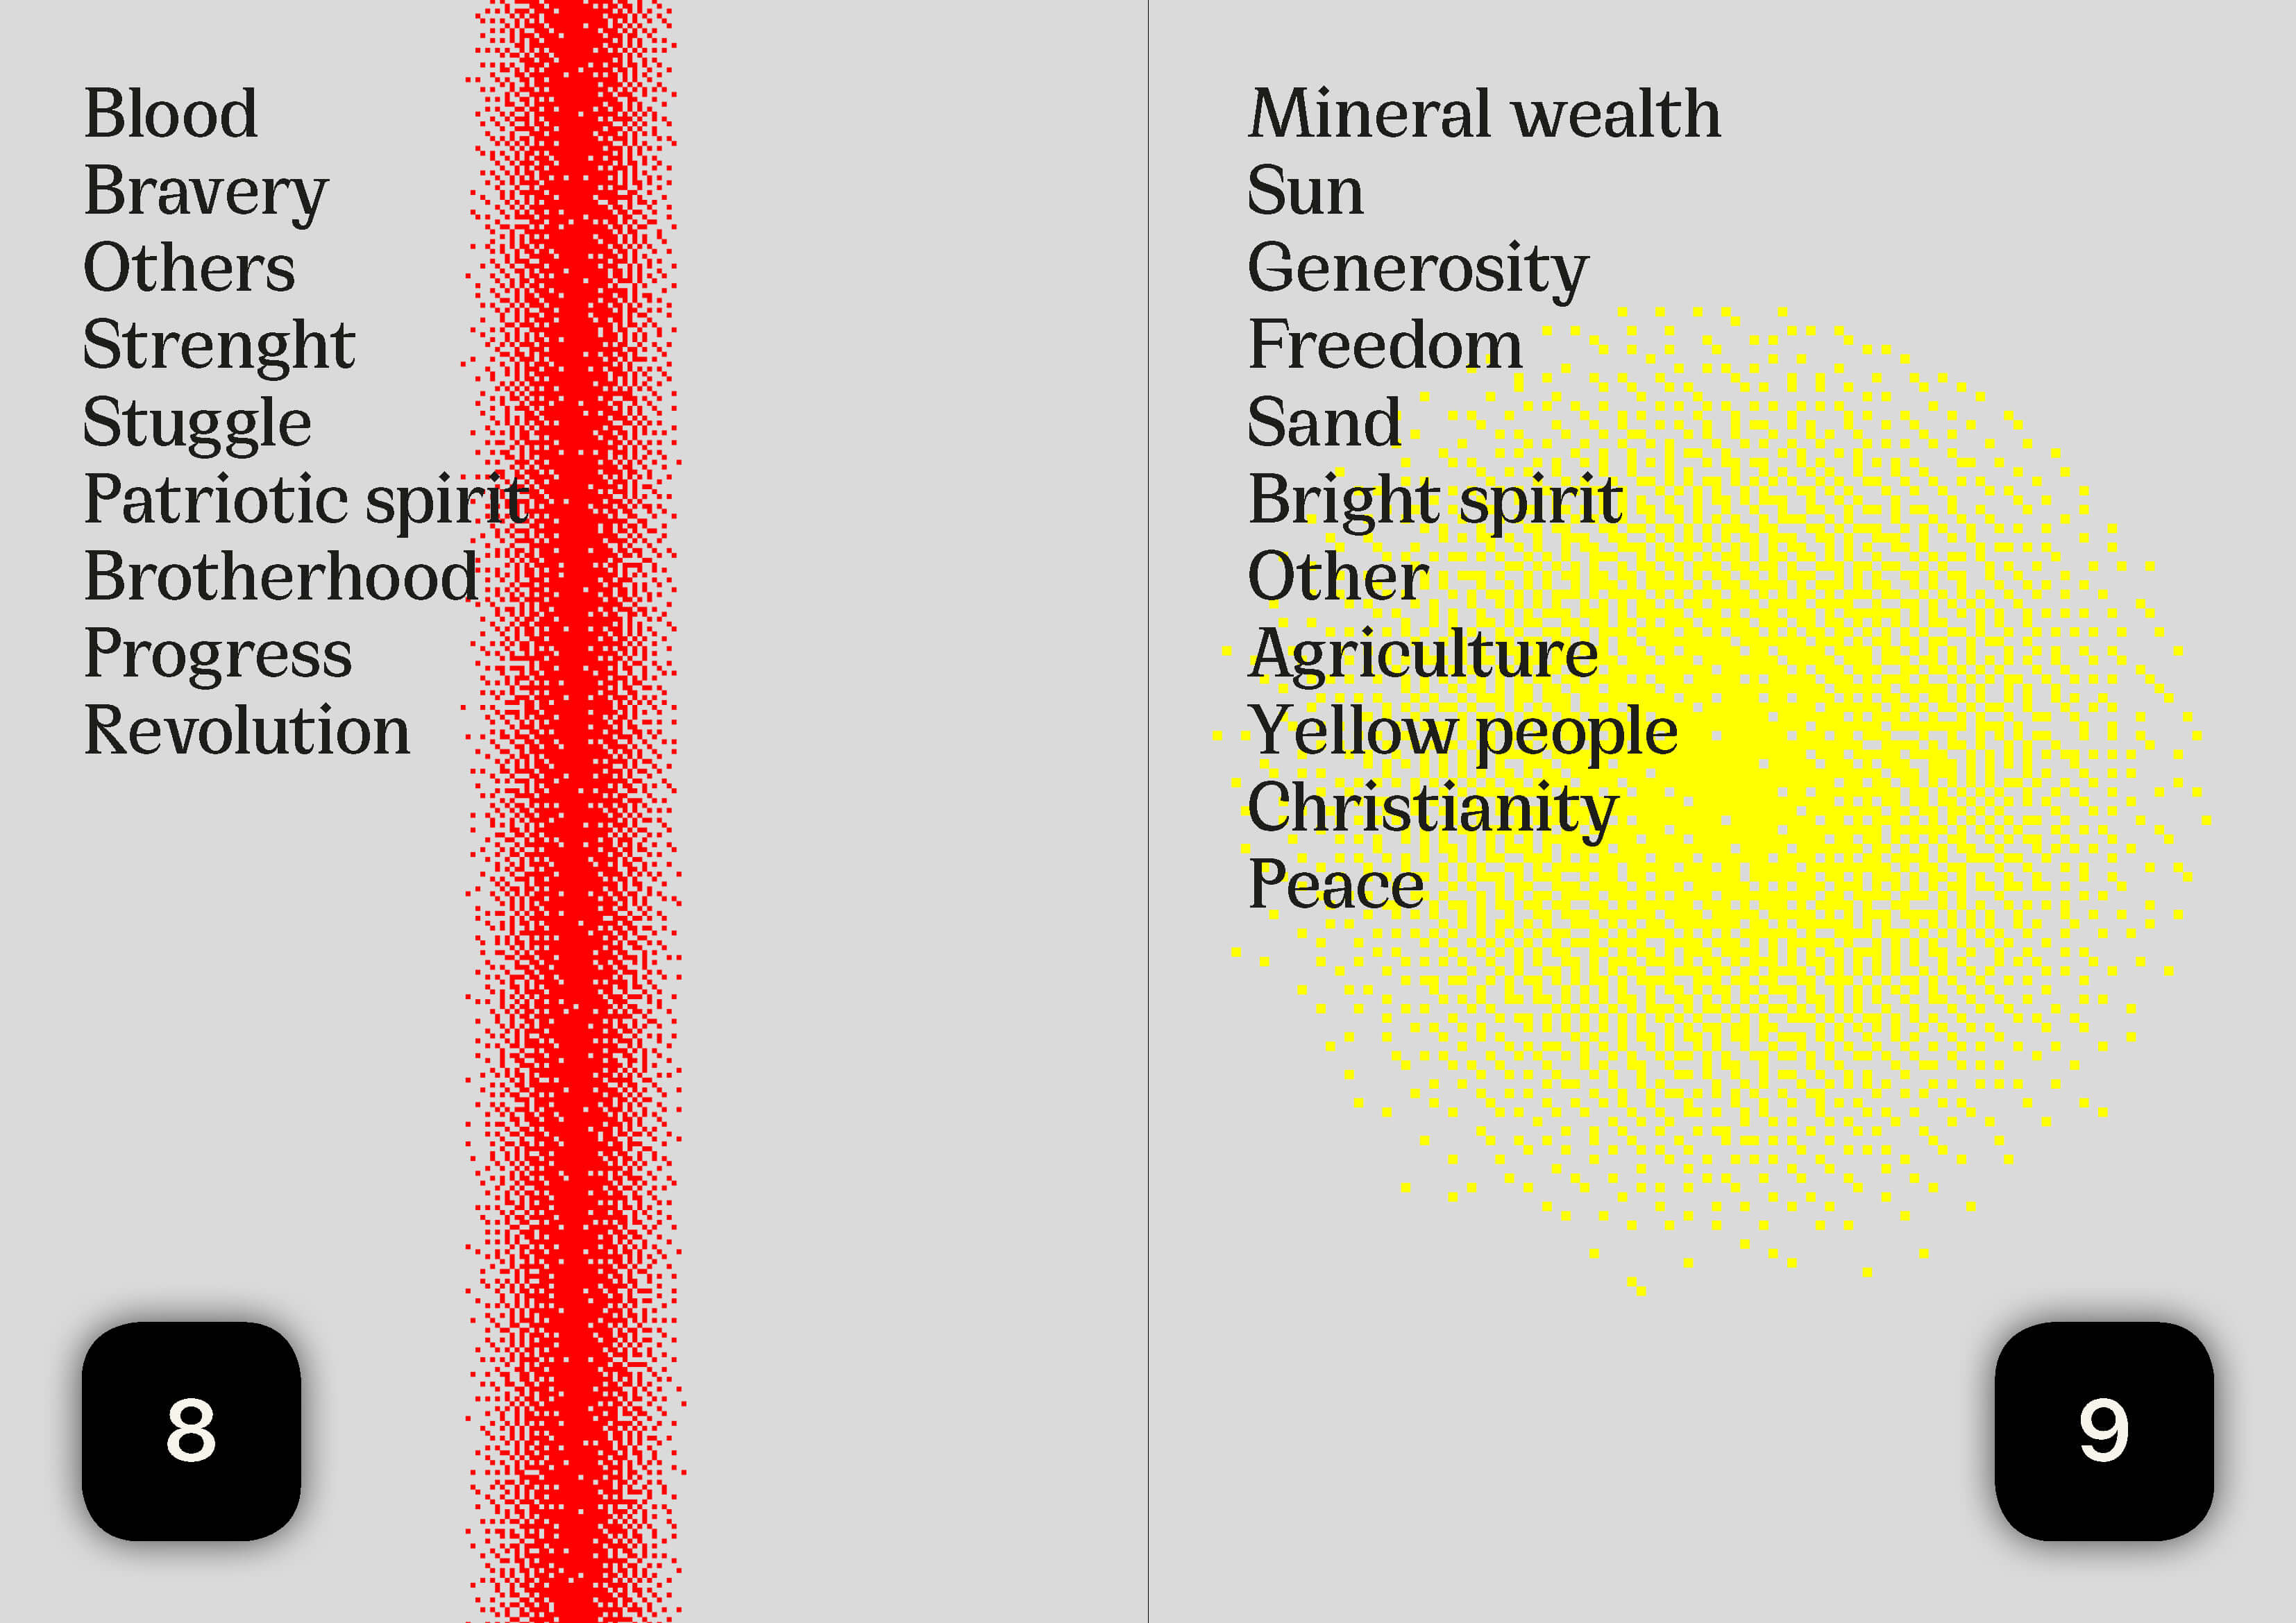 Blood
Bravery
Others
Strenght
Stuggle
Patriotic spirit
Brotherhood
Progress
Revolution
8
Mineral wealth
Sun
Generosity
Freedom
Sand
Bright spirit
Other
Agriculture
Yellow people
Christianity
Peace
9